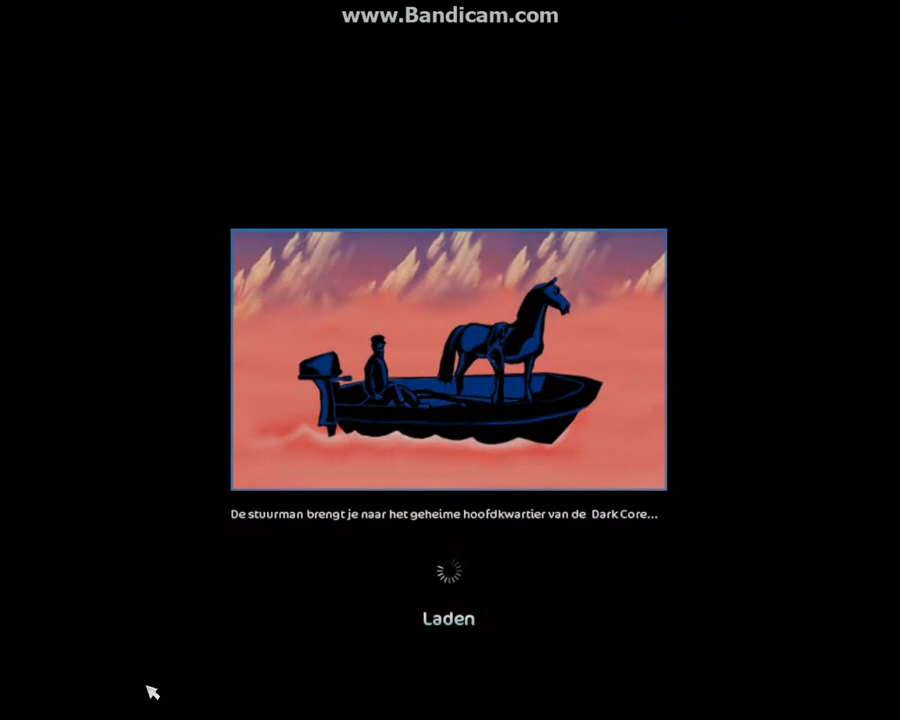 www.Bandicam.com
De stuurman brengt je naar het geheime hoofdkwartier van de Dark Core...
Laden